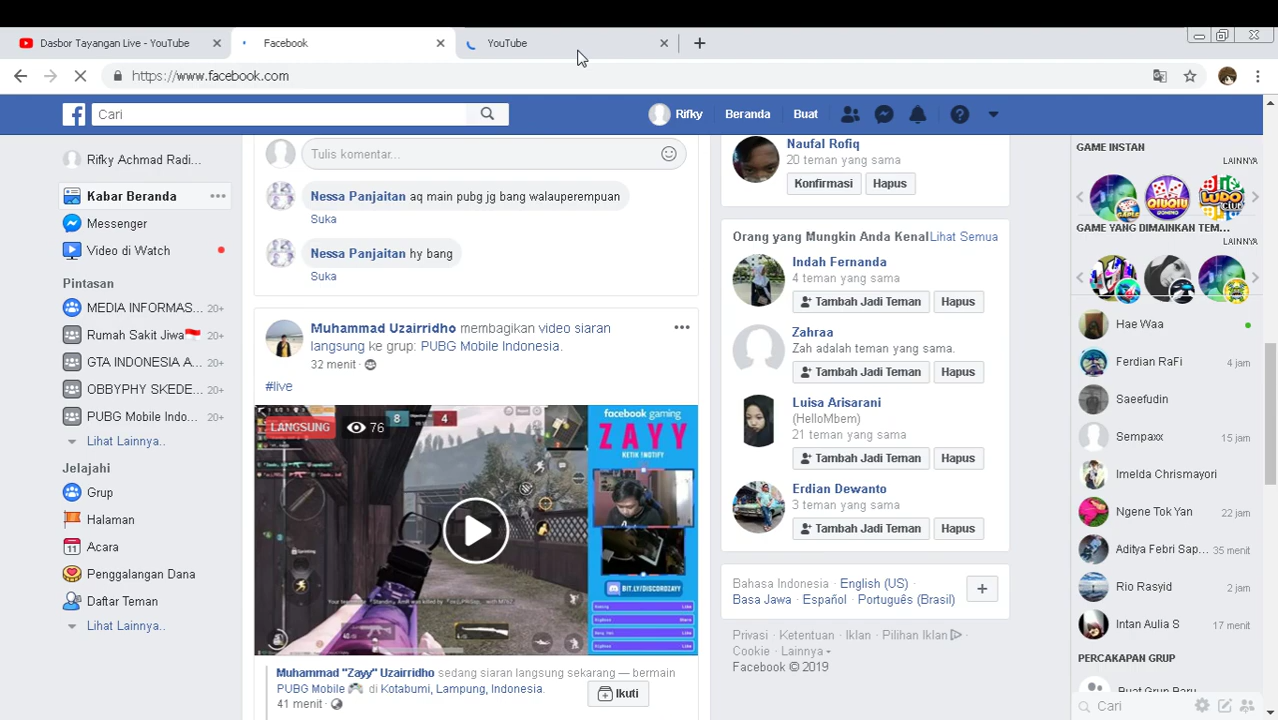 Dasbor Tayangan Live - YouTube
Facebook
YouTube
https://www.facebook.com
Cari
Rifky
Beranda
Buat
Rifky Achmad Radi...
Kabar Beranda
Messenger
Video di Watch
Pintasan
MEDIA INFORMAS... 20+
Rumah Sakit Jiwa 20+
GTA INDONESIA A... 20+
ORBYPHY SKEDE... 20+
PUBG Mobile Indo... 20+
Lihat Lainnya..
Jelajahi
Grup
Halaman
Acara
Penggalangan Dana
Daftar Teman
Lihat Lainnya..
Tulis komentar...
Nessa Panjaitan aq main pubg jg bang walauperempuan
Suka
Nessa Panjaitan hy bang
Suka
Muhammad Uzairridho membagikan video siaran
langsung ke grup: PUBG Mobile Indonesia.
32 menit ·
#live
LANGSUNG 76
8 4
facebook gaming
ZAYY
KETIK !NOTIFY
BIT.LY/DISCORDZAYY
Muhammad "Zayy" Uzairridho sedang siaran langsung sekarang — bermain
PUBG Mobile di Kotabumi, Lampung, Indonesia.
41 menit ·
Ikuti
Naufal Rofiq
20 teman yang sama
Konfirmasi Hapus
Orang yang Mungkin Anda Kenal Lihat Semua
Indah Fernanda
4 teman yang sama
Tambah Jadi Teman Hapus
Zahraa
Zah adalah teman yang sama.
Tambah Jadi Teman Hapus
Luisa Arisarani
(HelloMbem)
21 teman yang sama
Tambah Jadi Teman Hapus
Erdian Dewanto
3 teman yang sama
Tambah Jadi Teman Hapus
Bahasa Indonesia · English (US) ·
Basa Jawa · Español · Português (Brasil)
Privasi · Ketentuan · Iklan · Pilihan Iklan
Cookie · Lainnya
Facebook © 2019
GAME INSTAN
LAINNYA
GAME YANG DIMAINKAN TEM...
LAINNYA
Hae Waa
Ferdian RaFi 4 jam
Saeefudin
Sempaxx 15 jam
Imelda Chrismayori
Ngene Tok Yan 22 jam
Aditya Febri Sap... 35 menit
Rio Rasyid 2 jam
Intan Aulia S 17 menit
PERCAKAPAN GRUP
Buat Grup Baru
Cari